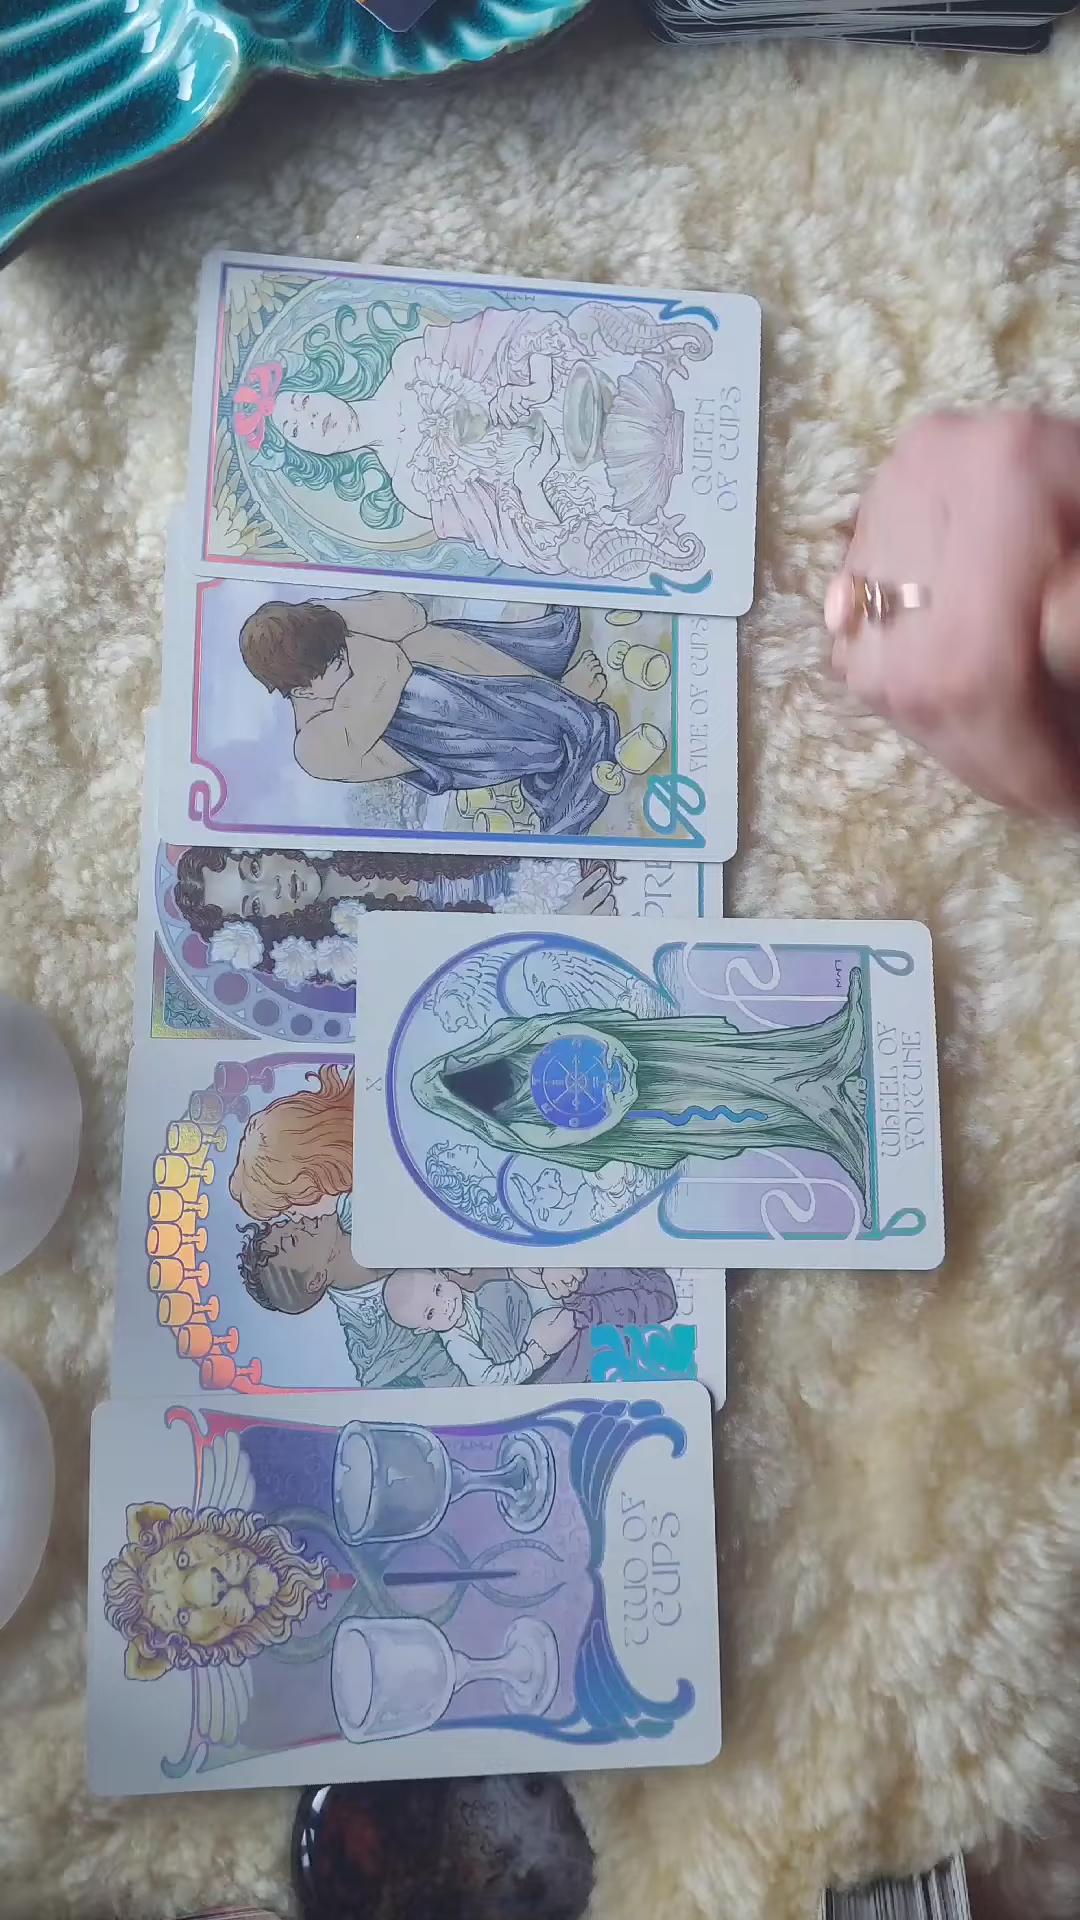 QUEEN
OF CUPS
FIVE OF CUPS
X
WHEEL OF
FORTUNE
TWO OF
CUPS